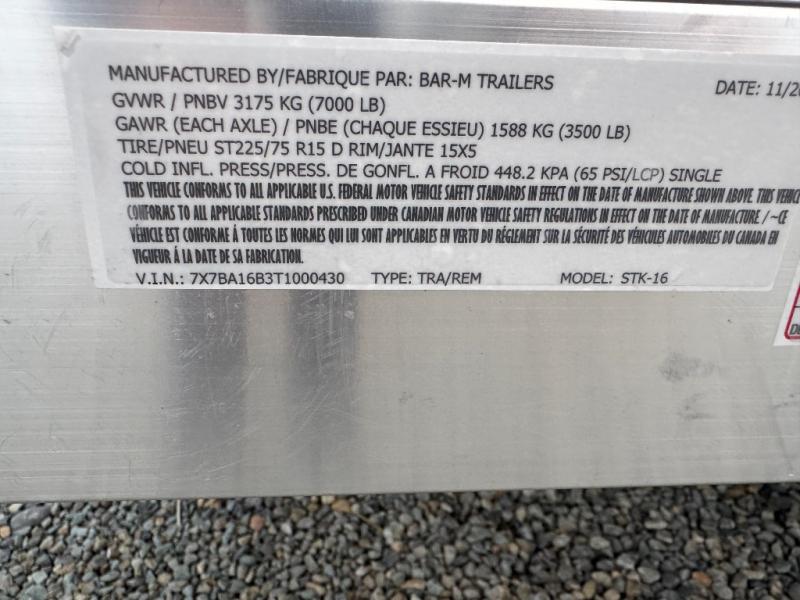 MANUFACTURED BY/FABRIQUE PAR: BAR-M TRAILERS DATE: 11/20
GVWR / PNBV 3175 KG (7000 LB)
GAWR (EACH AXLE) / PNBE (CHAQUE ESSIEU) 1588 KG (3500 LB)
TIRE/PNEU ST225/75 R15 D RIM/JANTE 15X5
COLD INFL. PRESS/PRESS. DE GONFL. A FROID 448.2 KPA (65 PSI/LCP) SINGLE
THIS VEHICLE CONFORMS TO ALL APPLICABLE U.S. FEDERAL MOTOR VEHICLE SAFETY STANDARDS IN EFFECT ON THE DATE OF MANUFACTURE SHOWN ABOVE. THIS VEHICLE
CONFORMS TO ALL APPLICABLE STANDARDS PRESCRIBED UNDER CANADIAN MOTOR VEHICLE SAFETY REGULATIONS IN EFFECT ON THE DATE OF MANUFACTURE / ~CE
VÉHICLE EST CONFORME À TOUTES LES NORMES QUI LUI SONT APPLICABLES EN VERTU DU RÉGLEMENT SUR LA SÉCURITÉ DES VÉHICULES AUTOMOBILES DU CANADA EN
VIGUEUR À LA DATE DE SA FABRICATION.
V.I.N.: 7X7BA16B3T1000430 TYPE: TRA/REM MODEL: STK-16